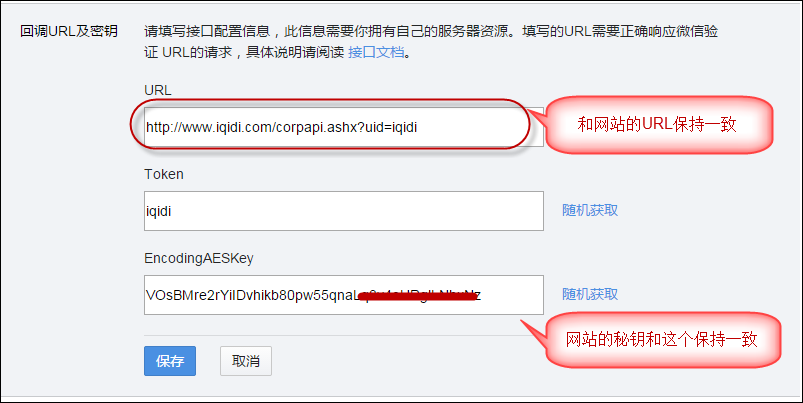 回调URL及密钥
请填写接口配置信息，此信息需要你拥有自己的服务器资源。填写的URL需要正确响应微信验
证 URL的请求，具体说明请阅读 接口文档。
URL
http://www.iqidi.com/corpapi.ashx?uid=iqidi
和网站的URL保持一致
Token
iqidi
随机获取
EncodingAESKey
VOsBMre2rYiIDvhikb80pw55qnaL
随机获取
网站的秘钥和这个保持一致
保存
取消